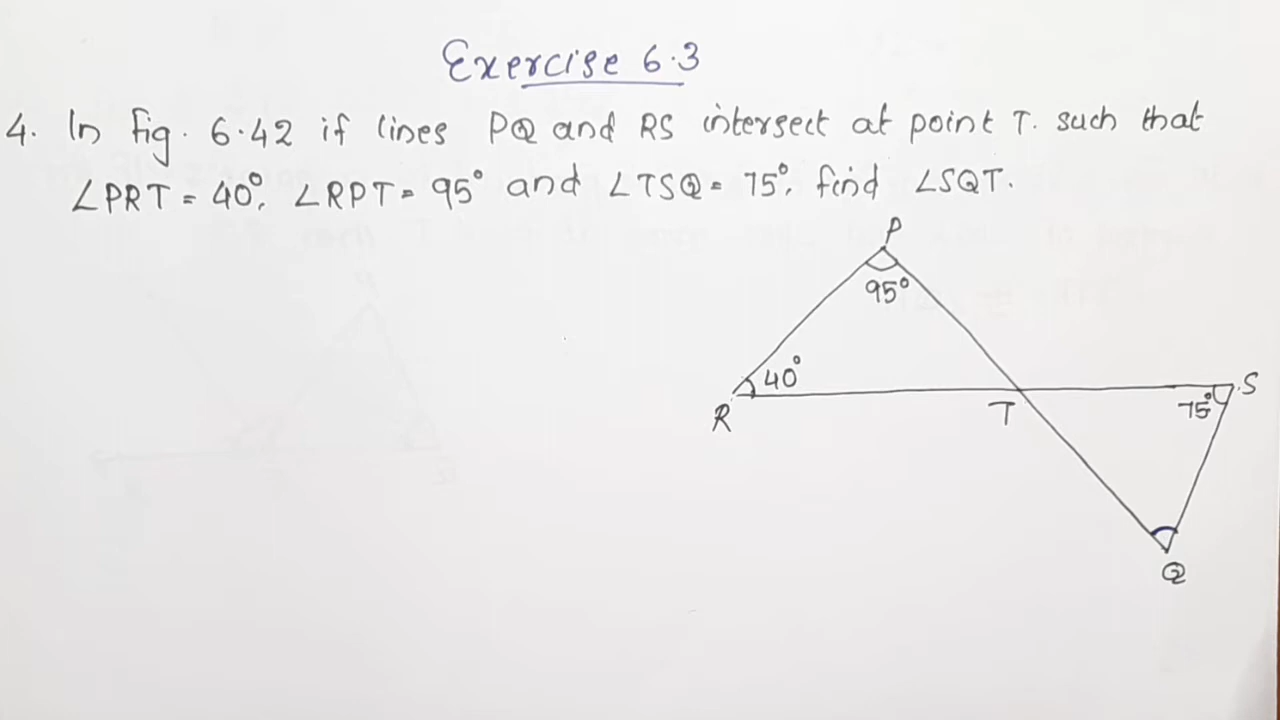 Exercise 6.3
4. In fig. 6.42 if lines PQ and RS intersect at point T. such that
∠PRT = 40°, ∠RPT = 95° and ∠TSQ = 75°, find ∠SQT.
P
95°
40°
R
T
75°
S
Q